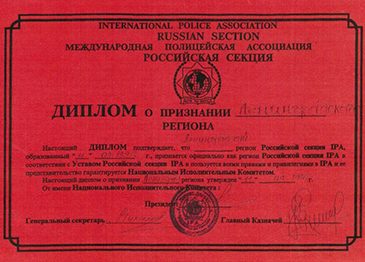 INTERNATIONAL POLICE ASSOCIATION
RUSSIAN SECTION
МЕЖДУНАРОДНАЯ ПОЛИЦЕЙСКАЯ АССОЦИАЦИЯ
РОССИЙСКАЯ СЕКЦИЯ
ДИПЛОМ О ПРИЗНАНИИ
РЕГИОНА
Настоящий ДИПЛОМ подтверждает, что регион Российской секции IPA,
образованный г., признается официально как регион Российской секции IPA в
соответствии с Уставом Российской секции IPA и пользуется всеми правами и привилегиями в IPA и ее
представительство гарантируется Национальным Исполнительным Комитетом.
Настоящий диплом о признании региона утвержден
От имени Национального Исполнительного Комитета:
Президент
Генеральный секретарь Главный Казначей